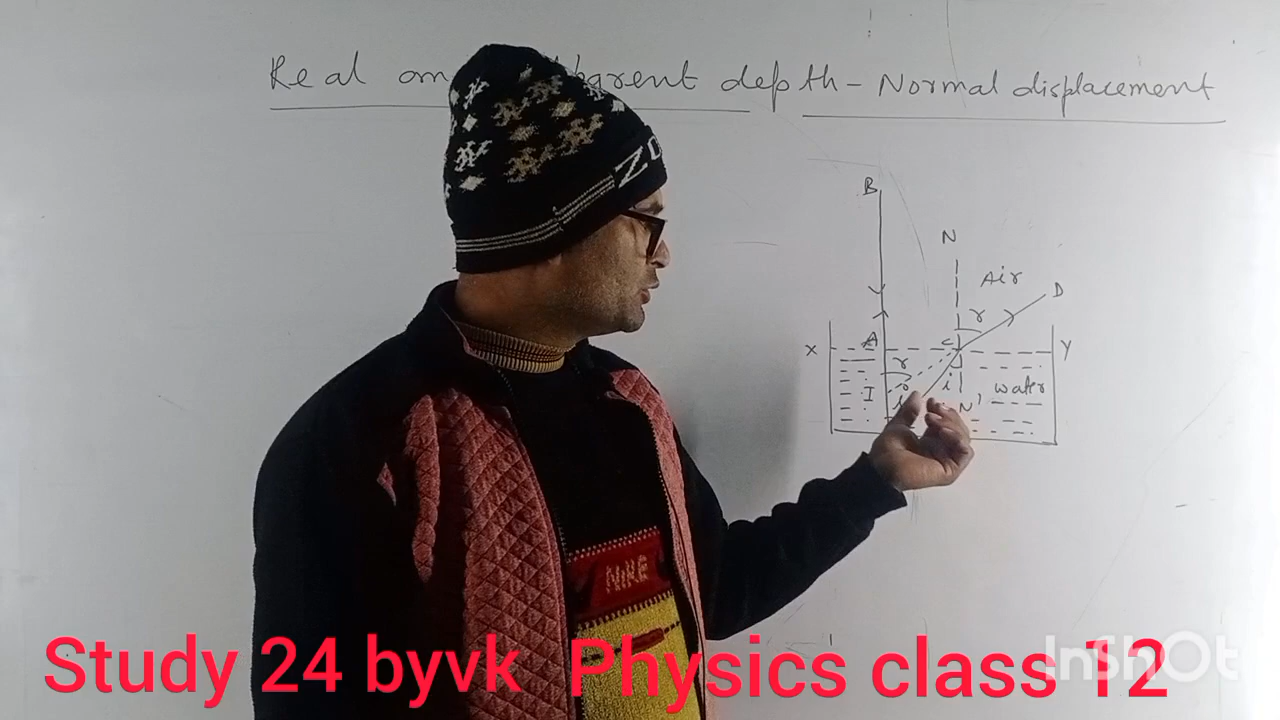 Real and Apparent depth - Normal displacement
B
N
Air
D
r
X A C Y
r
I i water
i N'
ZO
NIKE
Study 24 byvk Physics class 12
InShOt